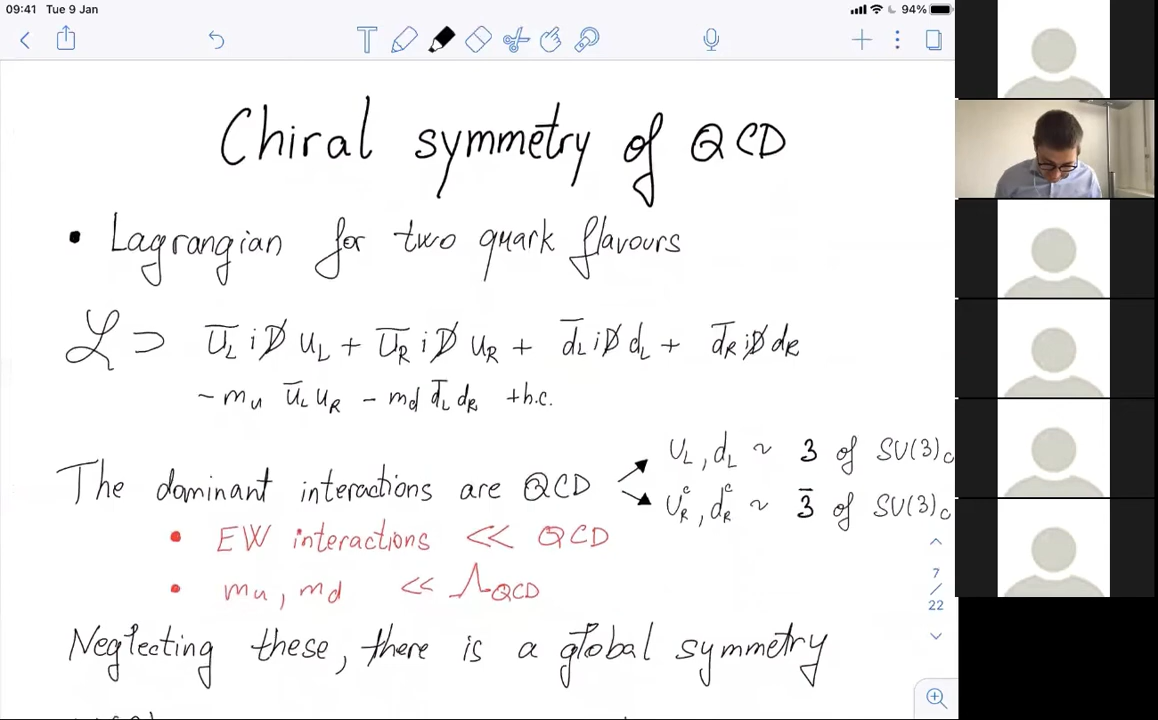 09:41 Tue 9 Jan
94%
Chiral symmetry of QCD
• Lagrangian for two quark flavours
ℒ ⊃ ū_L i D̸ u_L + ū_R i D̸ u_R + d̄_L i D̸ d_L + d̄_R i D̸ d_R
- m_u ū_L u_R - m_d d̄_L d_R + h.c.
The dominant interactions are QCD
u_L, d_L ~ 3 of SU(3)_c
u_R^c, d_R^c ~ 3̄ of SU(3)_c
• EW interactions << QCD
• m_u, m_d << Λ_QCD
Neglecting these, there is a global symmetry
7
/
22